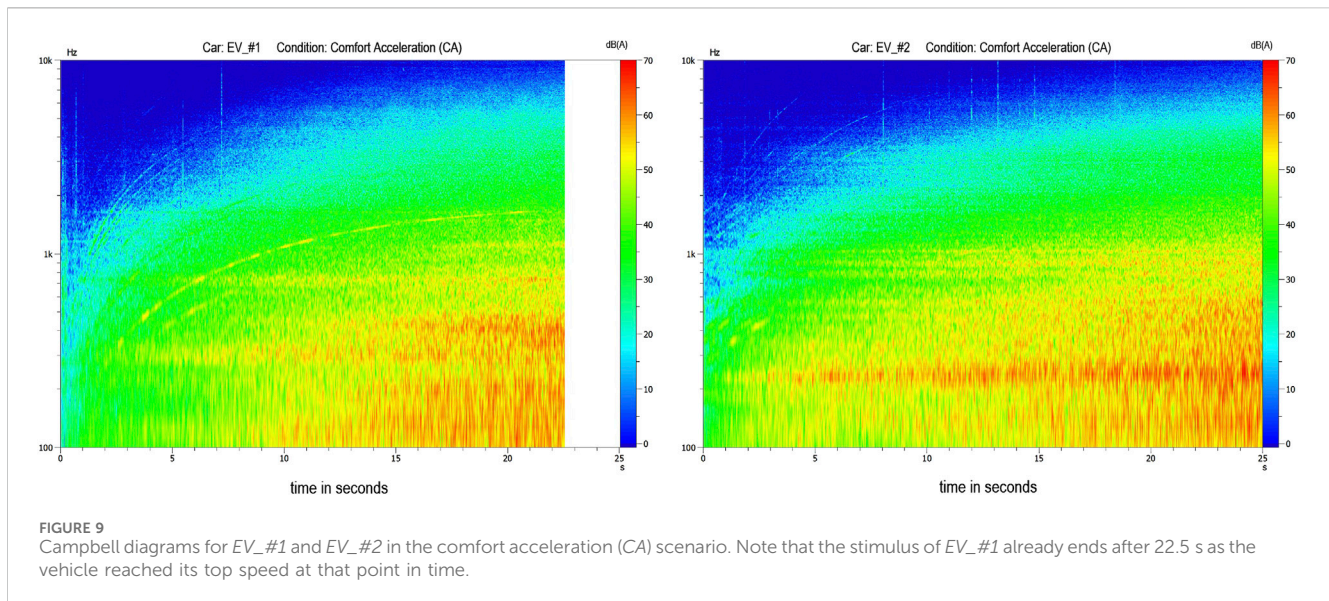 Car: EV_#1 Condition: Comfort Acceleration (CA)
Hz
dB(A)
10k
1k
100
70
60
50
40
30
20
10
0
0 5 10 15 20 25
s
time in seconds
Car: EV_#2 Condition: Comfort Acceleration (CA)
Hz
dB(A)
10k
1k
100
70
60
50
40
30
20
10
0
0 5 10 15 20 25
s
time in seconds
FIGURE 9
Campbell diagrams for EV_#1 and EV_#2 in the comfort acceleration (CA) scenario. Note that the stimulus of EV_#1 already ends after 22.5 s as the
vehicle reached its top speed at that point in time.